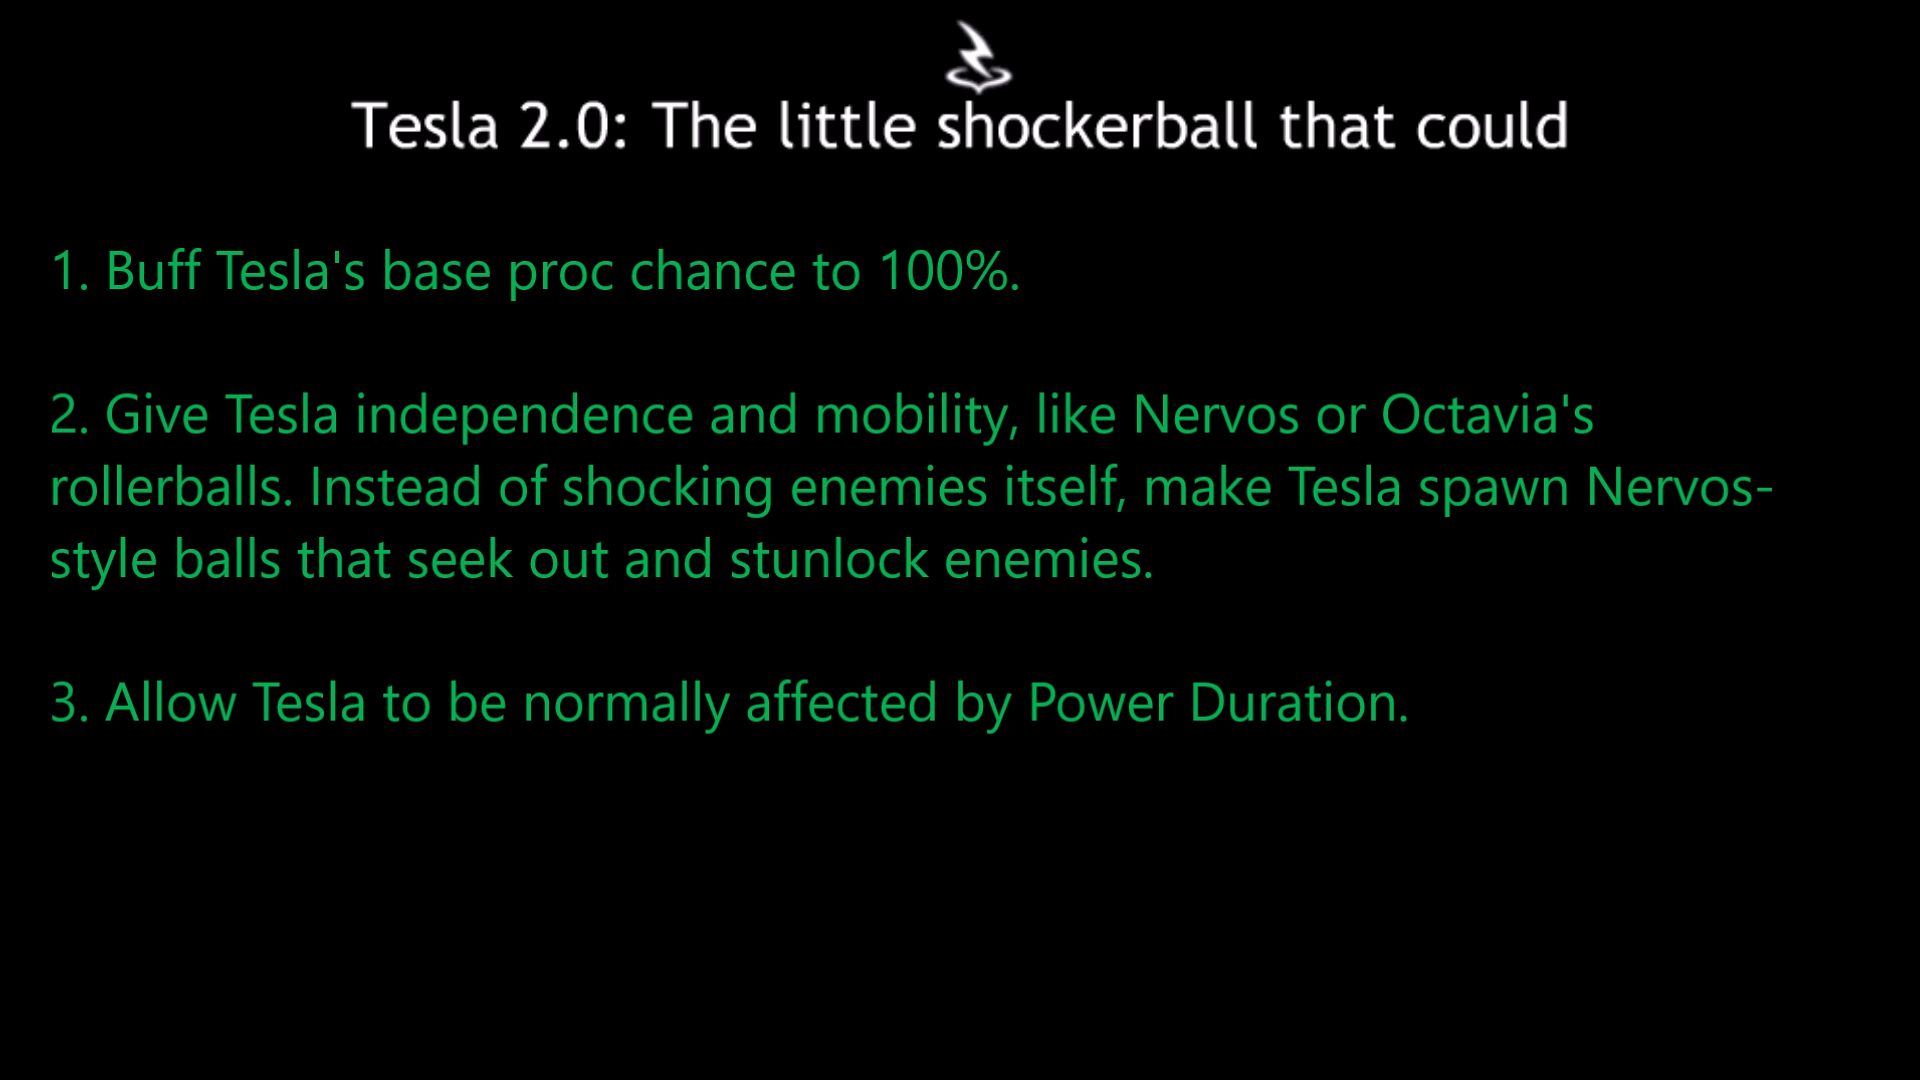 Tesla 2.0: The little shockerball that could
1. Buff Tesla's base proc chance to 100%.
2. Give Tesla independence and mobility, like Nervos or Octavia's
rollerballs. Instead of shocking enemies itself, make Tesla spawn Nervos-
style balls that seek out and stunlock enemies.
3. Allow Tesla to be normally affected by Power Duration.